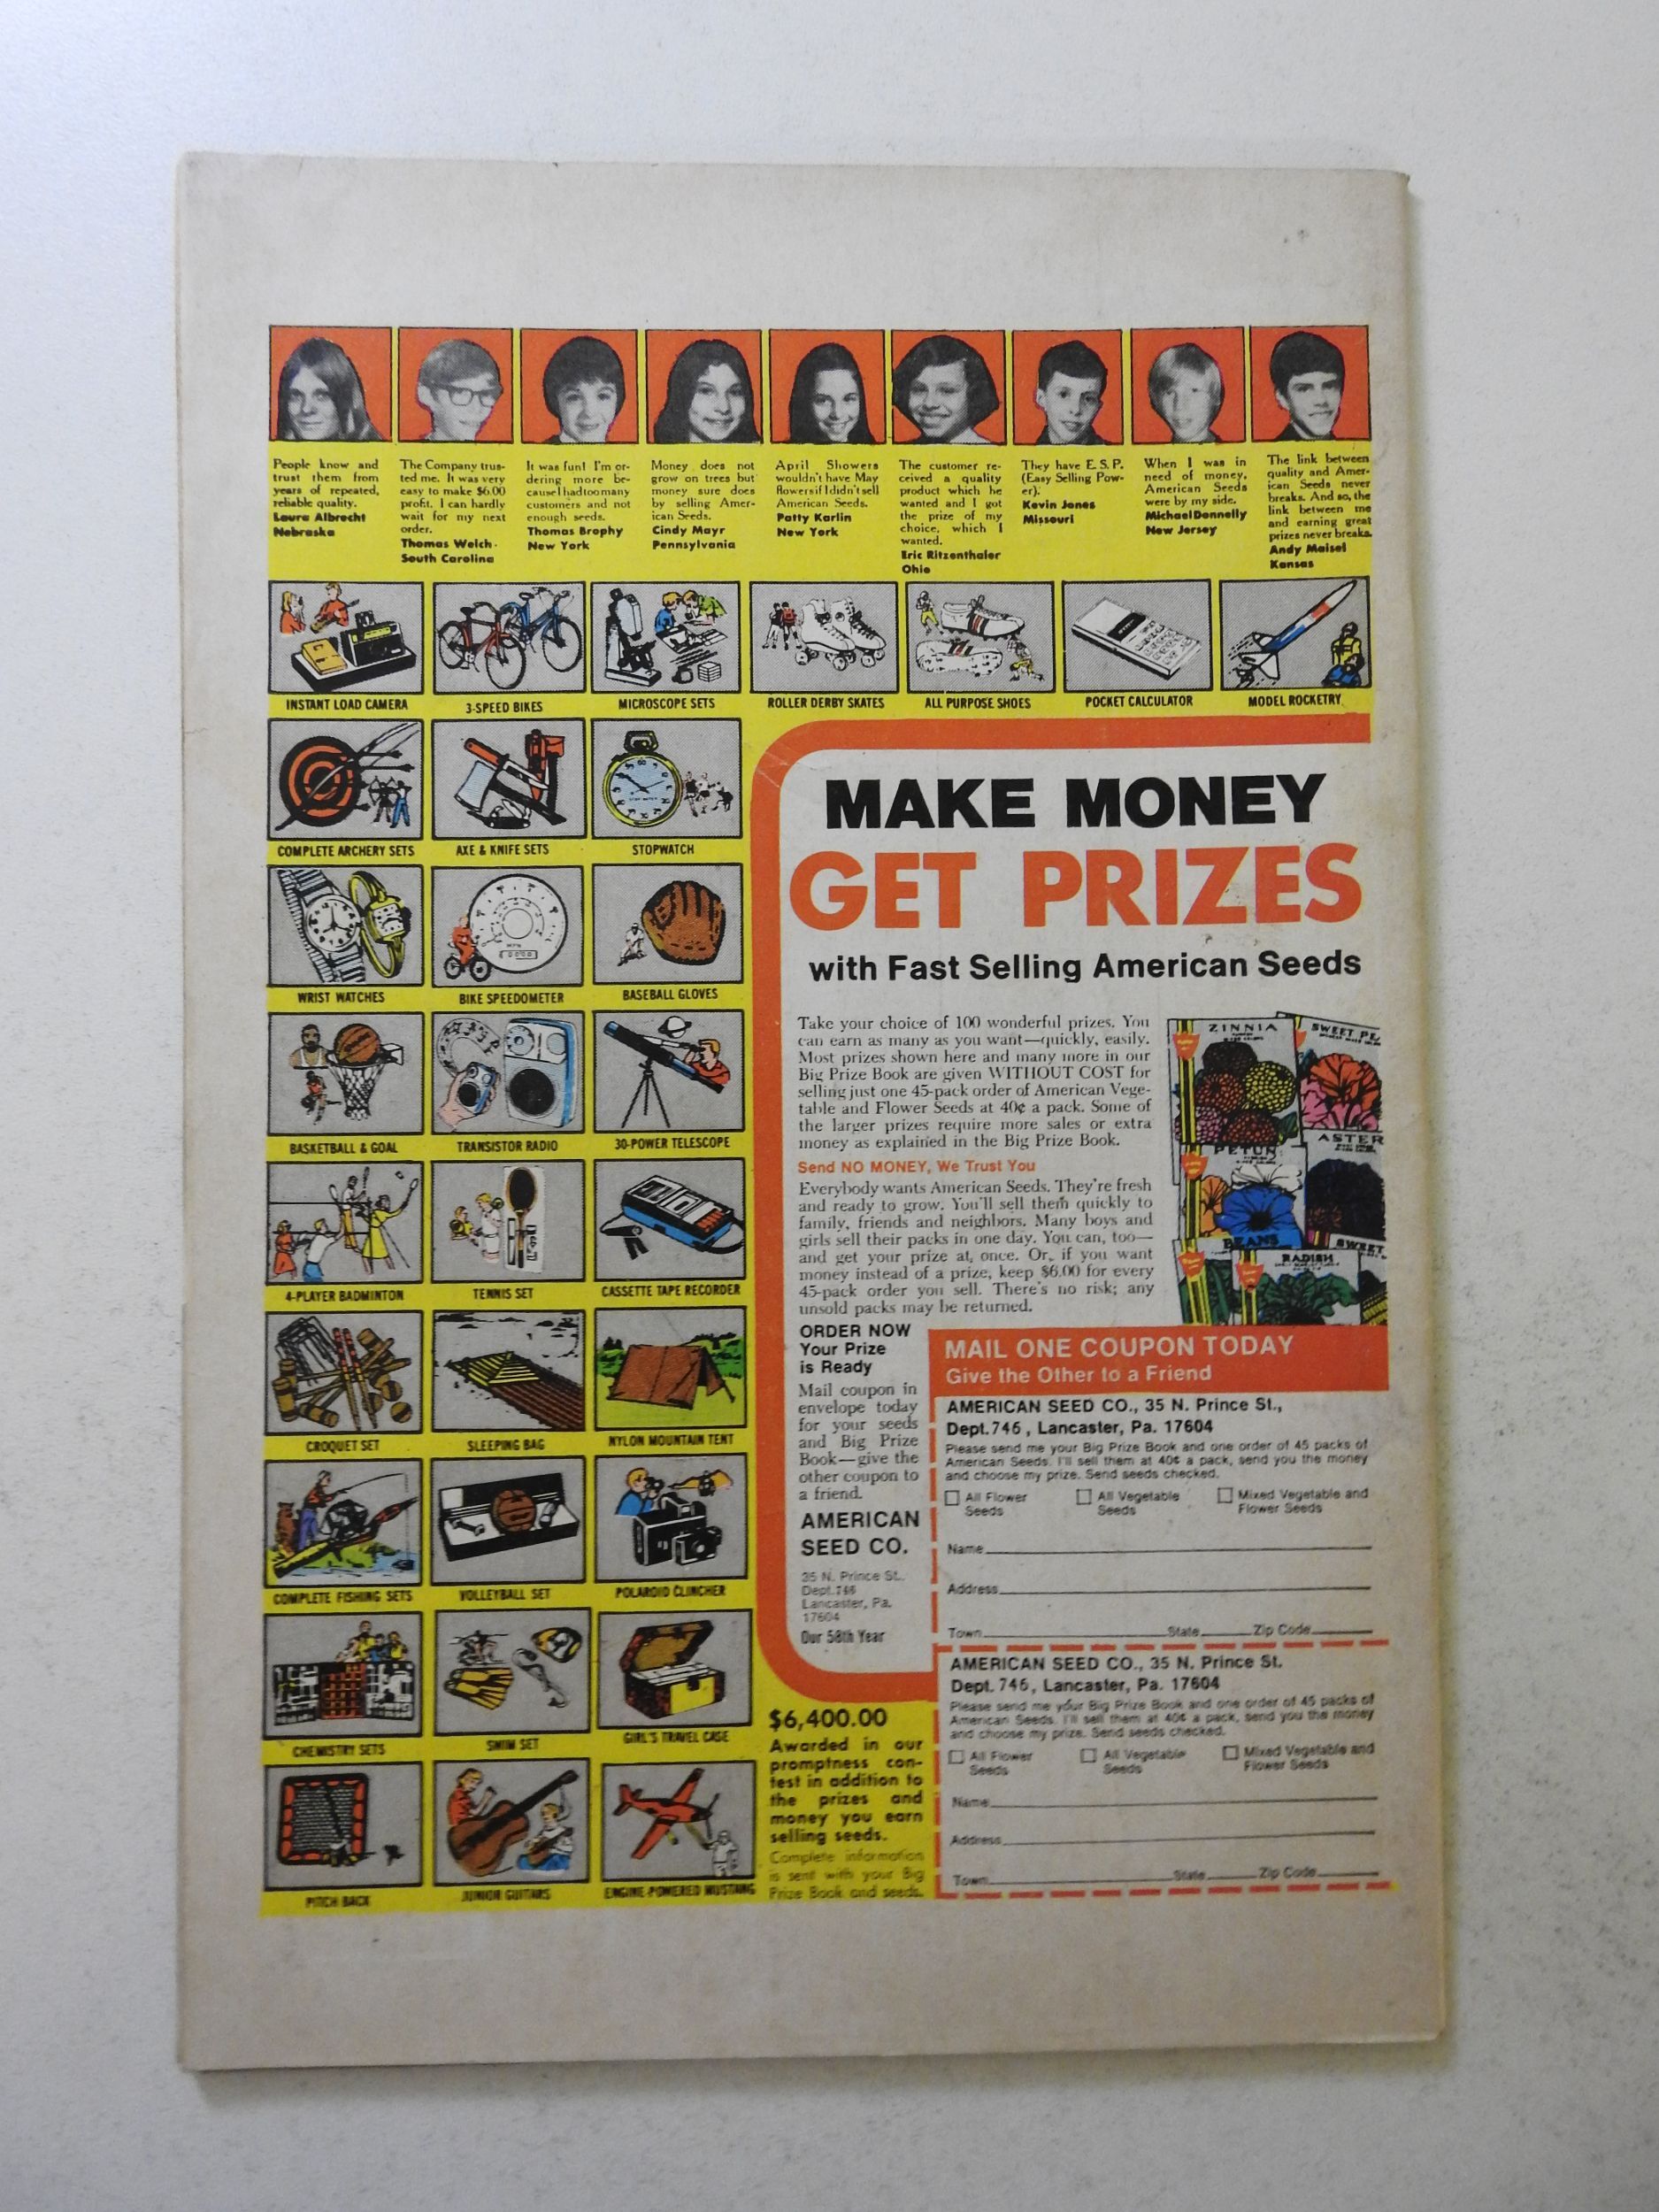 People know and
trust them from
years of repeated,
reliable quality.
Laura Albrecht
Nebraska
The Company trus-
ted me. It was very
easy to make $6.00
profit. I can hardly
wait for my next
order.
Thomas Welch
South Carolina
It was fun! I'm or-
dering more be-
cause I had too many
customers and not
enough seeds.
Thomas Brophy
New York
Money does not
grow on trees but
money sure does
by selling Amer-
ican Seeds.
Cindy Mayr
Pennsylvania
April Showers
wouldn't have May
flowers if I didn't sell
American Seeds.
Patty Karlin
New York
The customer re-
ceived a quality
product which he
wanted and I got
the prize of my
choice, which I
wanted.
Eric Ritzenthaler
Ohio
They have E.S.P.
(Easy Selling Pow-
er).
Kevin Jones
Missouri
When I was in
need of money,
American Seeds
were by my side.
Michael Donnelly
New Jersey
The link between
quality and Amer-
ican Seeds never
breaks. And so, the
link between me
and earning great
prizes never breaks.
Andy Maisel
Kansas
INSTANT LOAD CAMERA
3-SPEED BIKES
MICROSCOPE SETS
ROLLER DERBY SKATES
ALL PURPOSE SHOES
POCKET CALCULATOR
MODEL ROCKETRY
COMPLETE ARCHERY SETS
AXE & KNIFE SETS
STOPWATCH
WRIST WATCHES
BIKE SPEEDOMETER
BASEBALL GLOVES
BASKETBALL & GOAL
TRANSISTOR RADIO
30-POWER TELESCOPE
4-PLAYER BADMINTON
TENNIS SET
CASSETTE TAPE RECORDER
CROQUET SET
SLEEPING BAG
NYLON MOUNTAIN TENT
COMPLETE FISHING SETS
VOLLEYBALL SET
POLAROID CLINCHER
CHEMISTRY SETS
SWIM SET
GIRL'S TRAVEL CASE
PITCH BACK
JUNIOR GUITARS
ENGINE-POWERED MUSTANG
MAKE MONEY
GET PRIZES
with Fast Selling American Seeds
Take your choice of 100 wonderful prizes. You
can earn as many as you want—quickly, easily.
Most prizes shown here and many more in our
Big Prize Book are given WITHOUT COST for
selling just one 45-pack order of American Vege-
table and Flower Seeds at 40¢ a pack. Some of
the larger prizes require more sales or extra
money as explained in the Big Prize Book.
Send NO MONEY, We Trust You
Everybody wants American Seeds. They're fresh
and ready to grow. You'll sell them quickly to
family, friends and neighbors. Many boys and
girls sell their packs in one day. You can, too—
and get your prize at once. Or, if you want
money instead of a prize, keep $6.00 for every
45-pack order you sell. There's no risk; any
unsold packs may be returned.
ZINNIA
SWEET PE
PETUN
ASTER
BEANS
RADISH
SWEET
ORDER NOW
Your Prize
is Ready
Mail coupon in
envelope today
for your seeds
and Big Prize
Book—give the
other coupon to
a friend.
AMERICAN
SEED CO.
35 N. Prince St.,
Dept. 746
Lancaster, Pa.
17604
Our 58th Year
$6,400.00
Awarded in our
promptness con-
test in addition to
the prizes and
money you earn
selling seeds.
Complete information
is sent with your Big
Prize Book and seeds.
MAIL ONE COUPON TODAY
Give the Other to a Friend
AMERICAN SEED CO., 35 N. Prince St.,
Dept. 746, Lancaster, Pa. 17604
Please send me your Big Prize Book and one order of 45 packs of
American Seeds. I'll sell them at 40¢ a pack, send you the money
and choose my prize. Send seeds checked.
All Flower Seeds All Vegetable Seeds Mixed Vegetable and Flower Seeds
Name
Address
Town State Zip Code
AMERICAN SEED CO., 35 N. Prince St.
Dept. 746, Lancaster, Pa. 17604
Please send me your Big Prize Book and one order of 45 packs of
American Seeds. I'll sell them at 40¢ a pack, send you the money
and choose my prize. Send seeds checked.
All Flower Seeds All Vegetable Seeds Mixed Vegetable and Flower Seeds
Name
Address
Town State Zip Code